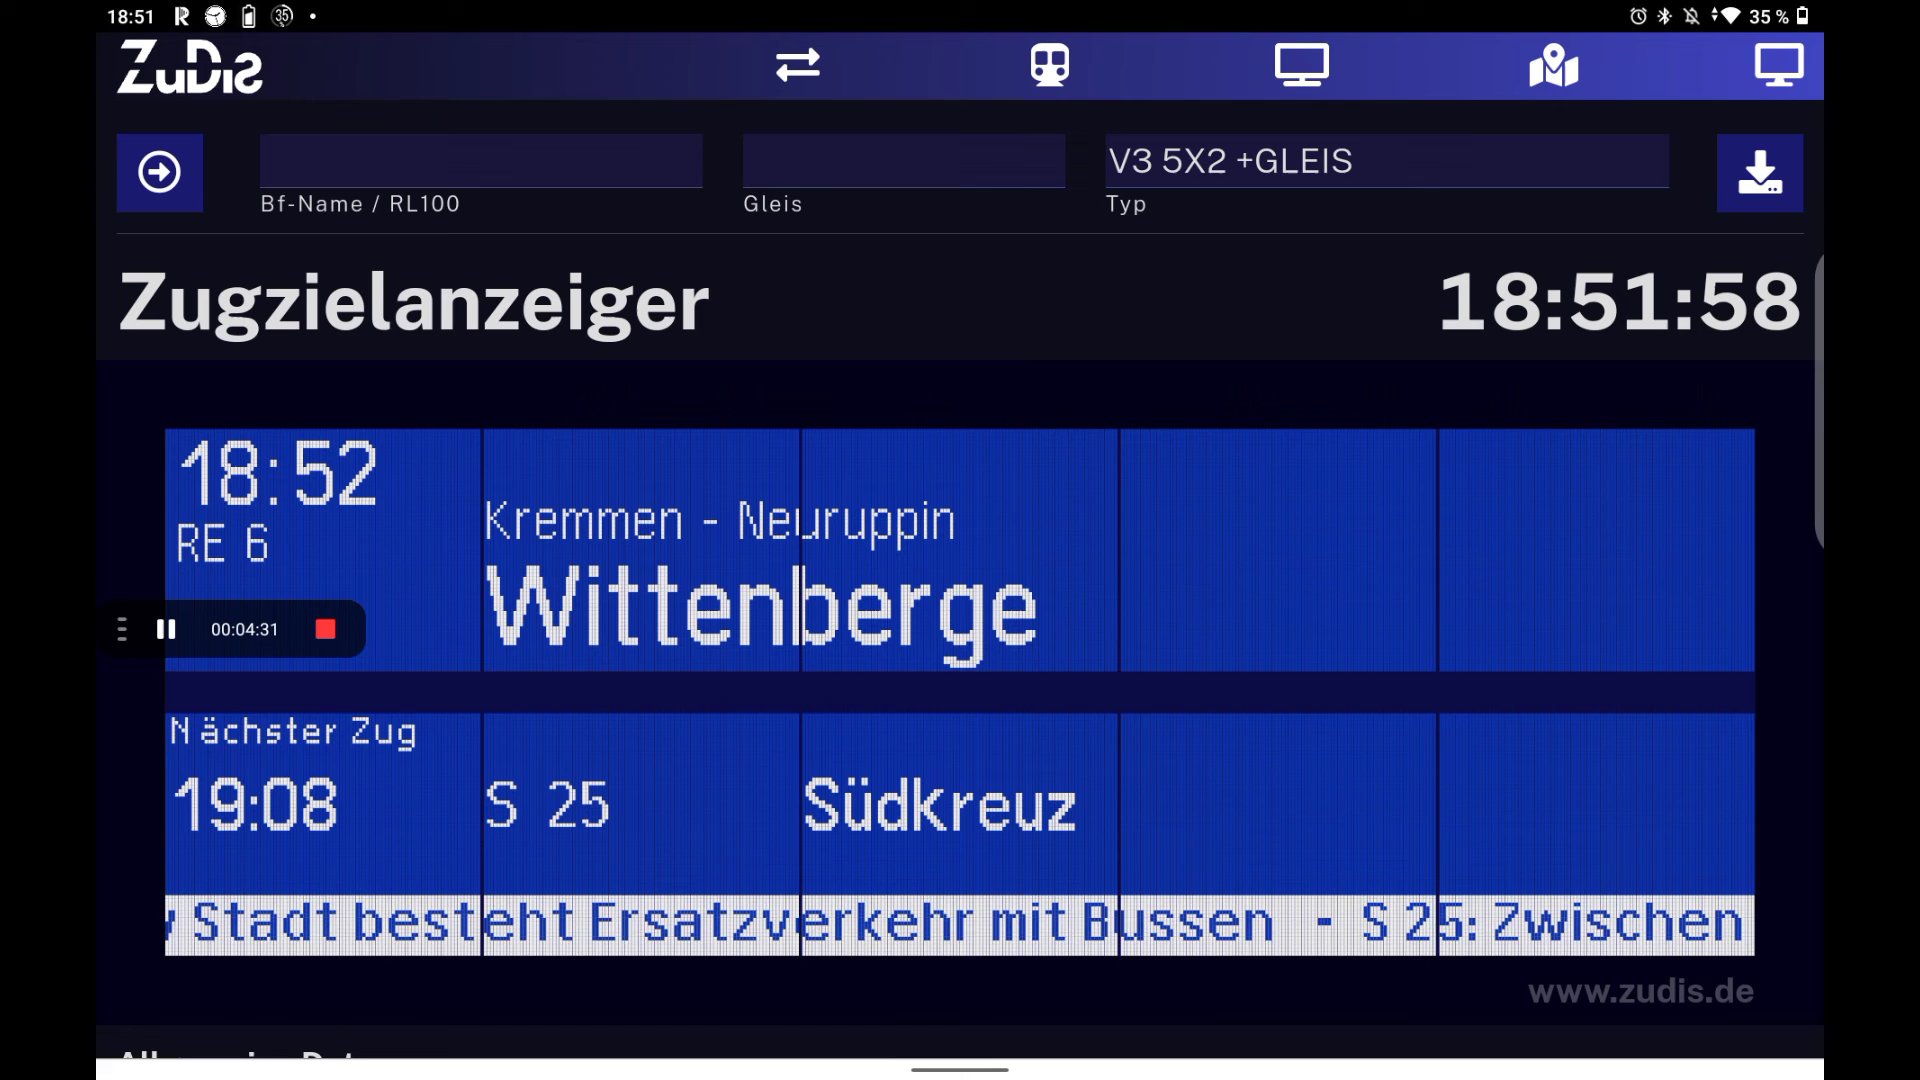 18:51 35 35 %
ZuDis
V3 5X2 +GLEIS
Bf-Name / RL100 Gleis Typ
Zugzielanzeiger 18:51:58
18:52
RE 6
Kremmen - Neuruppin
Wittenberge
00:04:31
Nächster Zug
19:08 S 25 Südkreuz
Stadt besteht Ersatzverkehr mit Bussen - S 25: Zwischen
www.zudis.de